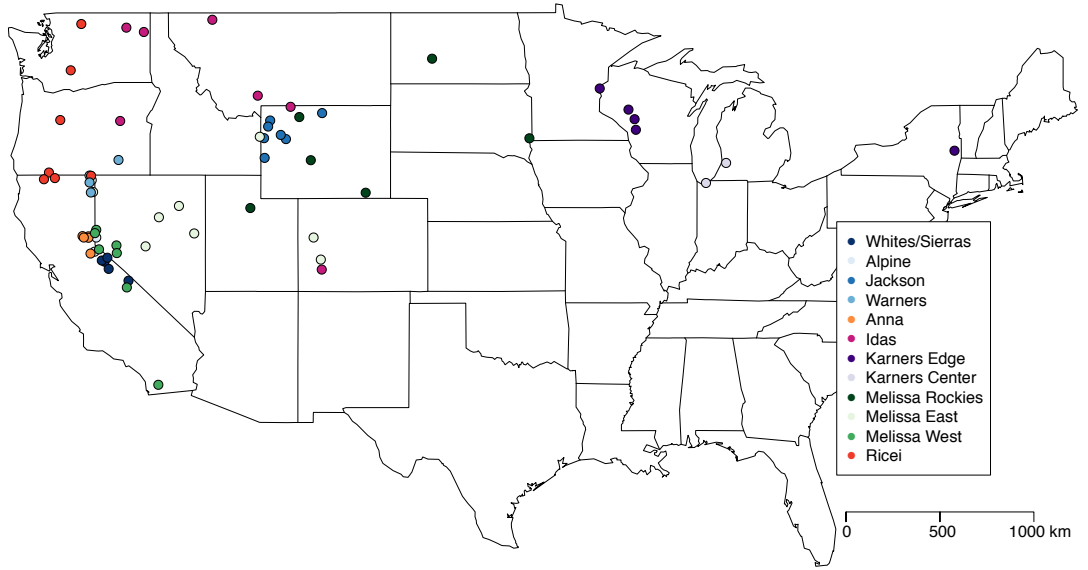 Whites/Sierras
Alpine
Jackson
Warners
Anna
Idas
Karners Edge
Karners Center
Melissa Rockies
Melissa East
Melissa West
Ricei
0 500 1000 km